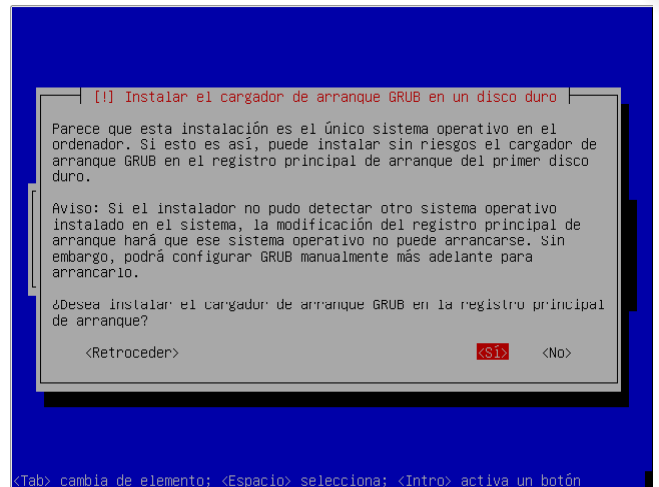 [!] Instalar el cargador de arranque GRUB en un disco duro
Parece que esta instalación es el único sistema operativo en el
ordenador. Si esto es así, puede instalar sin riesgos el cargador de
arranque GRUB en el registro principal de arranque del primer disco
duro.
Aviso: Si el instalador no pudo detectar otro sistema operativo
instalado en el sistema, la modificación del registro principal de
arranque hará que ese sistema operativo no puede arrancarse. Sin
embargo, podrá configurar GRUB manualmente más adelante para
arrancarlo.
¿Desea instalar el cargador de arranque GRUB en la registro principal
de arranque?
<Retroceder> <Sí> <No>
<Tab> cambia de elemento; <Espacio> selecciona; <Intro> activa un botón